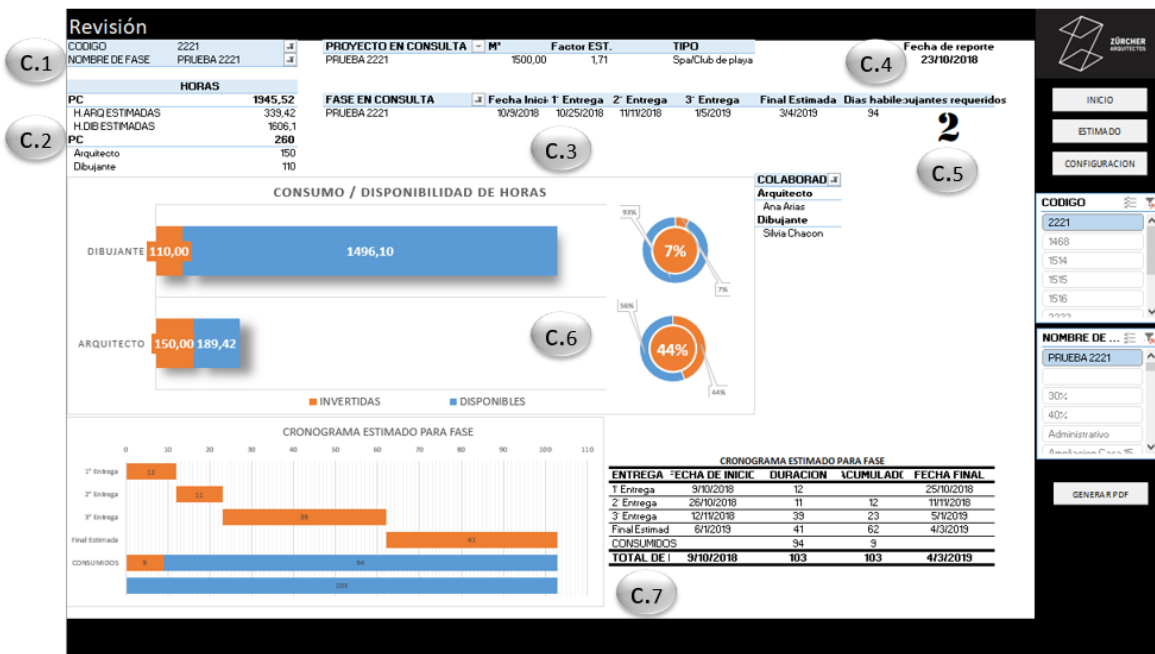 Revisión
ZÜRCHER
ARQUITECTOS
C.1
CODIGO 2221
NOMBRE DE FASE PRUEBA 2221
PROYECTO EN CONSULTA M² Factor EST. TIPO
PRUEBA 2221 1500,00 1,71 Spa/Club de playa
C.4
Fecha de reporte
23/10/2018
HORAS
C.2
PC 1945,52
H.ARQ ESTIMADAS 339,42
H.DIB ESTIMADAS 1606,1
PC 260
Arquitecto 150
Dibujante 110
FASE EN CONSULTA Fecha Inici 1° Entrega 2° Entrega 3° Entrega Final Estimada Dias habile oujantes requeridos
PRUEBA 2221 10/9/2018 10/25/2018 11/11/2018 1/5/2019 3/4/2019 94
2
C.3
C.5
INICIO
ESTIMADO
CONFIGURACION
CONSUMO / DISPONIBILIDAD DE HORAS
DIBUJANTE 110,00 1496,10
93%
7%
7%
ARQUITECTO 150,00 189,42
C.6
56%
44%
44%
INVERTIDAS DISPONIBLES
COLABORAD
Arquitecto
Ana Arias
Dibujante
Silvia Chacon
CODIGO
2221
1468
1514
1515
1516
2222
NOMBRE DE ...
PRUEBA 2221
30%
40%
Administrativo
Ampliacion Casa 15
GENERAR PDF
CRONOGRAMA ESTIMADO PARA FASE
0 10 20 30 40 50 60 70 80 90 100 110
1° Entrega 12
2° Entrega 11
3° Entrega 39
Final Estimada 41
CONSUMIDOS 9 94
103
CRONOGRAMA ESTIMADO PARA FASE
ENTREGA FECHA DE INICIC DURACION ACUMULADC FECHA FINAL
1° Entrega 9/10/2018 12 25/10/2018
2° Entrega 26/10/2018 11 12 11/11/2018
3° Entrega 12/11/2018 39 23 5/1/2019
Final Estimad 6/1/2019 41 62 4/3/2019
CONSUMIDOS 94 9
TOTAL DE 9/10/2018 103 103 4/3/2019
C.7